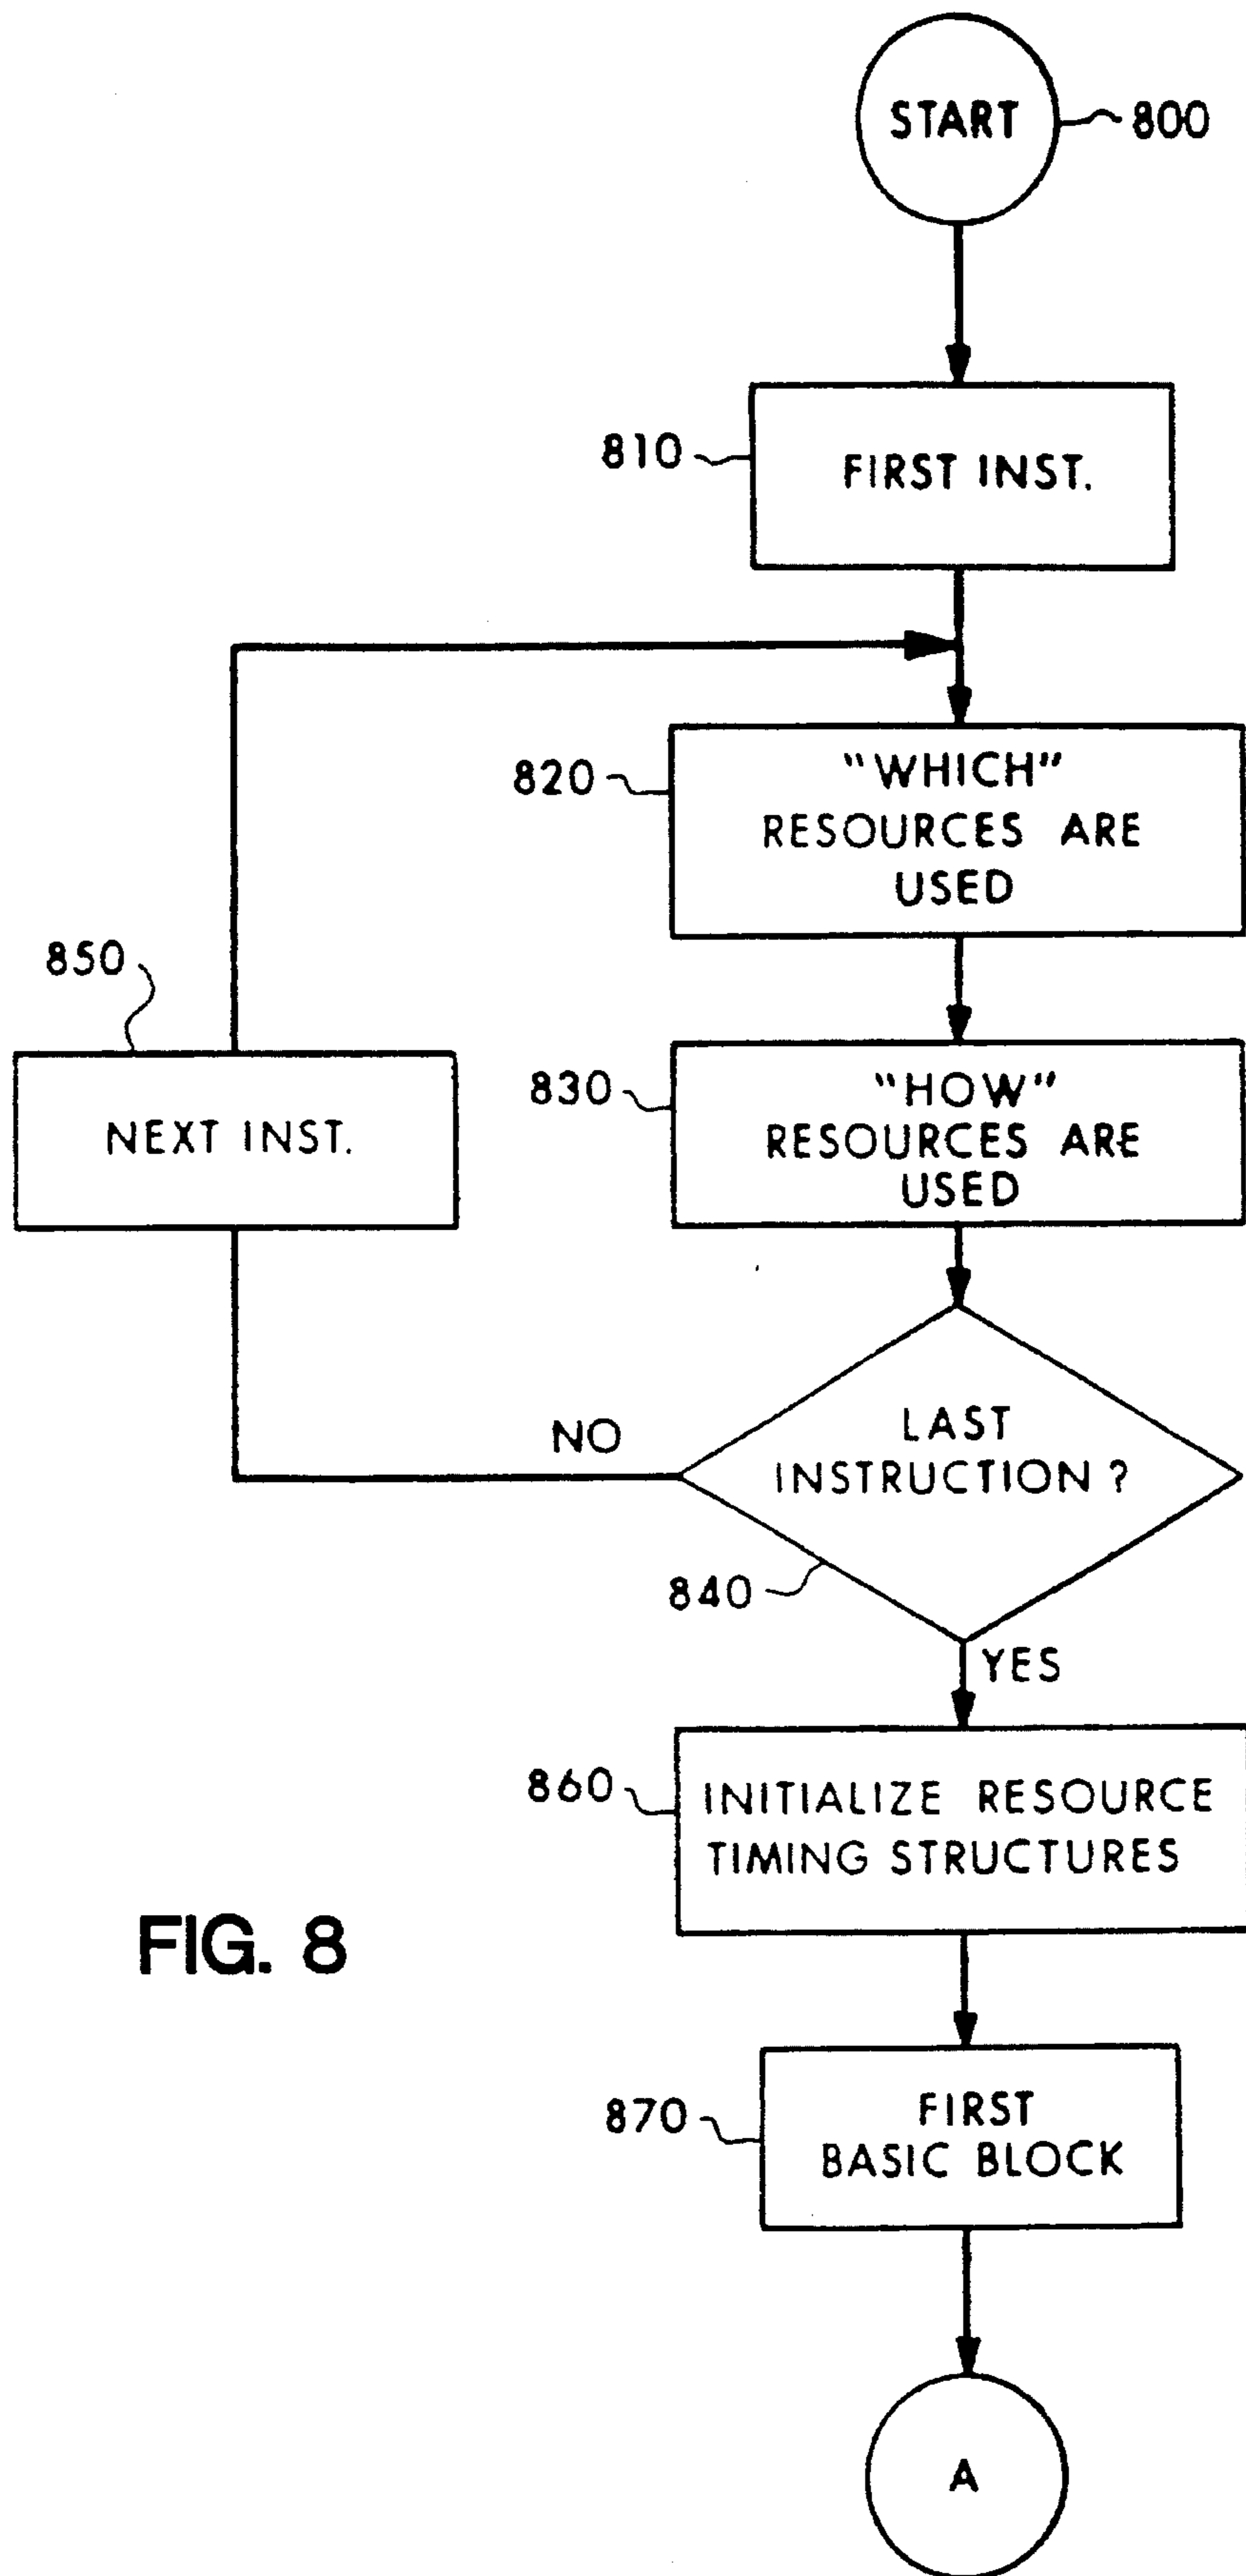 START
800
810
FIRST INST.
820
"WHICH"
RESOURCES ARE
USED
850
NEXT INST.
830
"HOW"
RESOURCES ARE
USED
NO
LAST
INSTRUCTION ?
840
YES
860
INITIALIZE RESOURCE
TIMING STRUCTURES
FIG. 8
870
FIRST
BASIC BLOCK
A